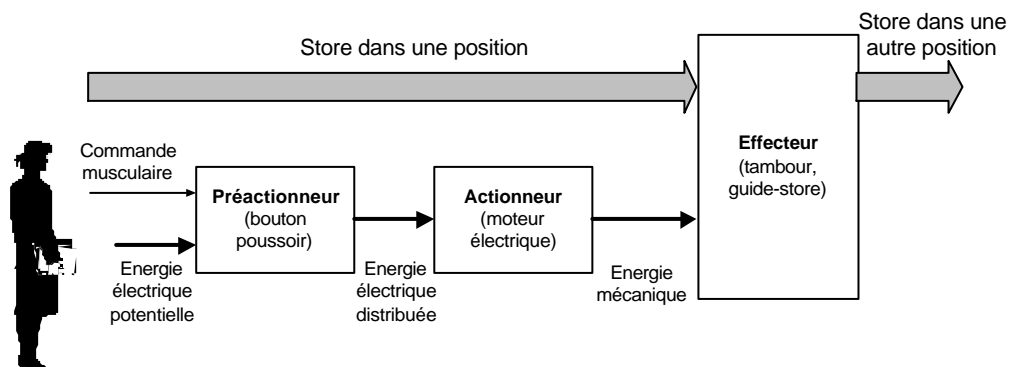 Store dans une position
Store dans une
autre position
Commande
musculaire
Préactionneur
(bouton
poussoir)
Actionneur
(moteur
électrique)
Effecteur
(tambour,
guide-store)
Energie
électrique
potentielle
Energie
électrique
distribuée
Energie
mécanique